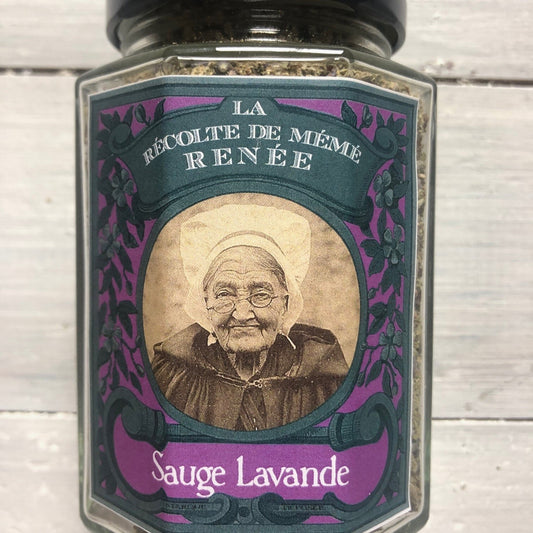 LA
RÉCOLTE DE MÉMÉ
RENÉE
Sauge Lavande